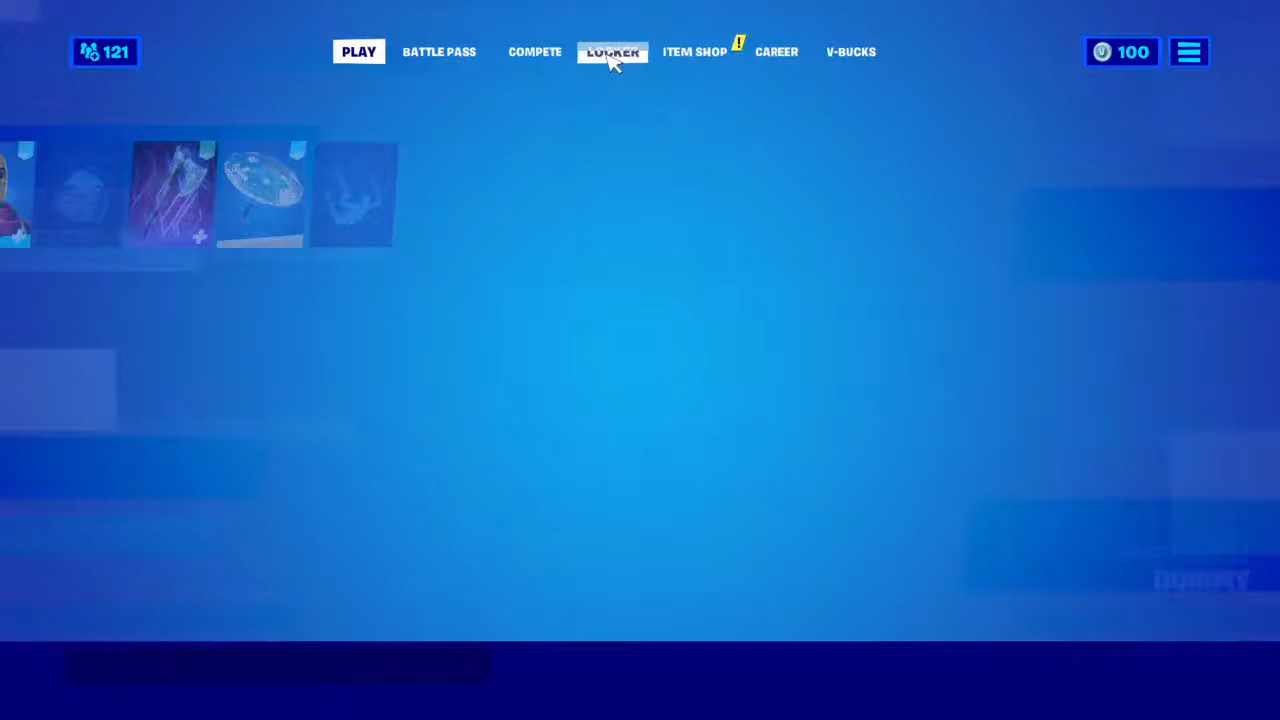 121
PLAY
BATTLE PASS
COMPETE
LOCKER
ITEM SHOP
!
CAREER
V-BUCKS
100